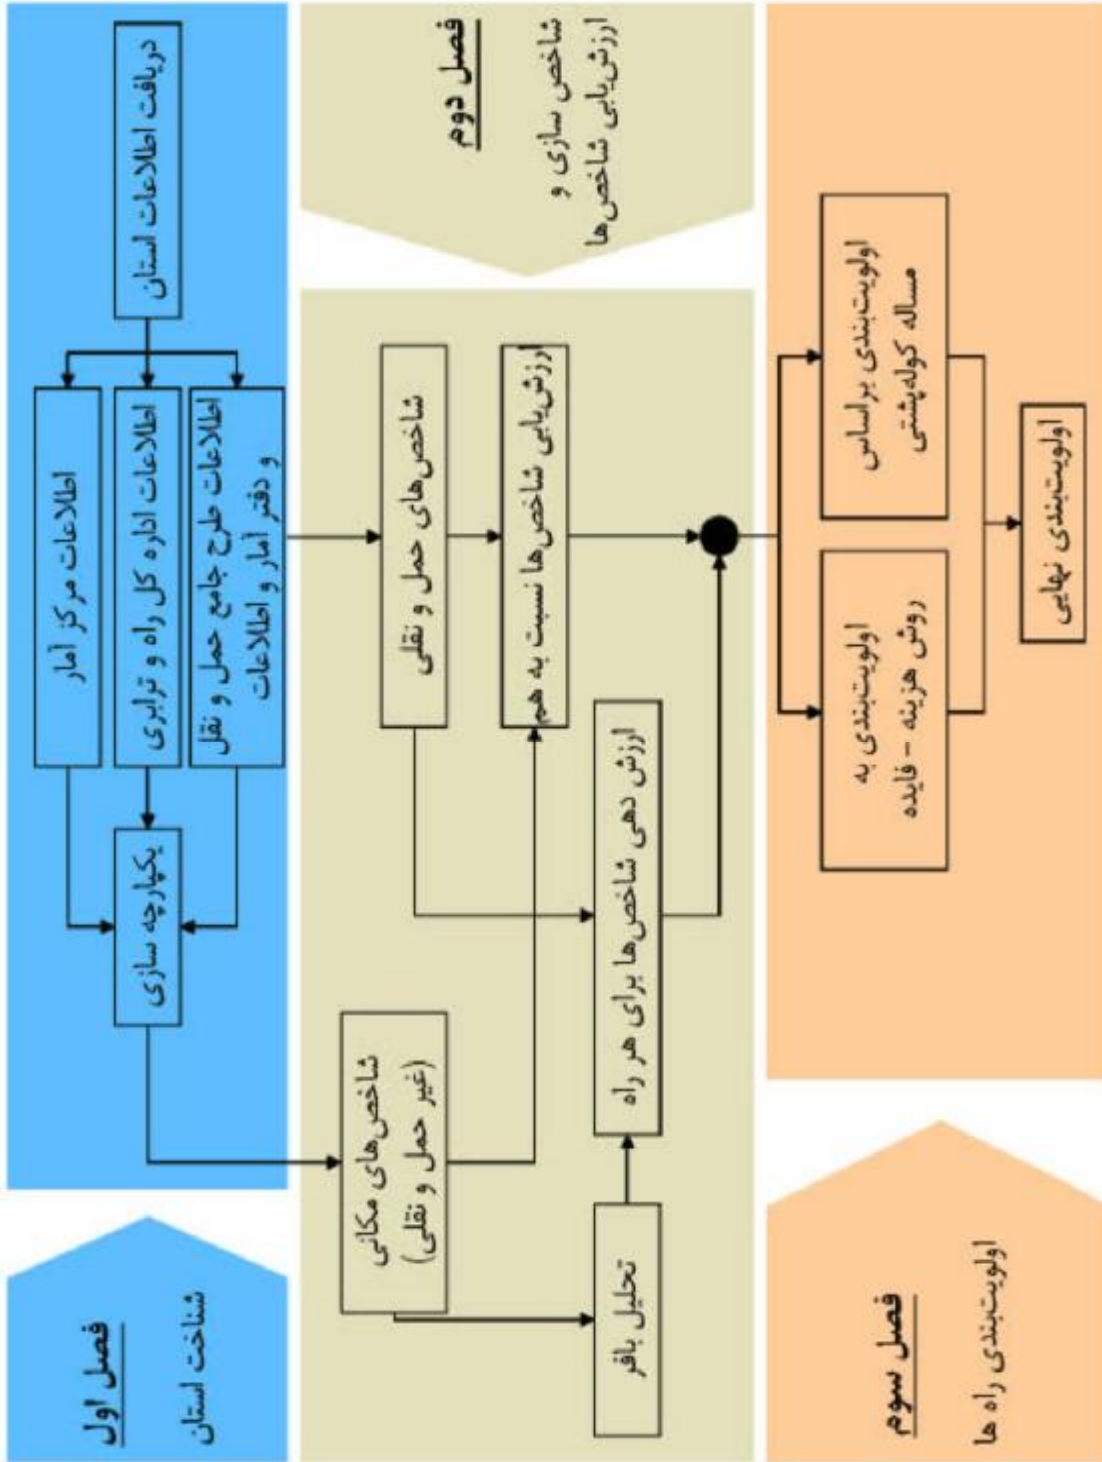 فصل اول
شناخت استان
دریافت اطلاعات استان
اطلاعات مرکز آمار
اطلاعات اداره کل راه و ترابری
اطلاعات طرح جامع حمل و نقل
و دفتر آمار و اطلاعات
یکپارچه سازی
فصل دوم
شاخص سازی و
ارزش‌یابی شاخص‌ها
شاخص‌های حمل و نقلی
ارزش‌یابی شاخص‌ها نسبت به هم
شاخص‌های مکانی
(غیر حمل و نقلی)
ارزش دهی شاخص‌ها برای هر راه
تحلیل بافر
فصل سوم
اولویت‌بندی راه ها
اولویت‌بندی براساس
مساله کوله‌پشتی
اولویت‌بندی به
روش هزینه - فایده
اولویت‌بندی نهایی